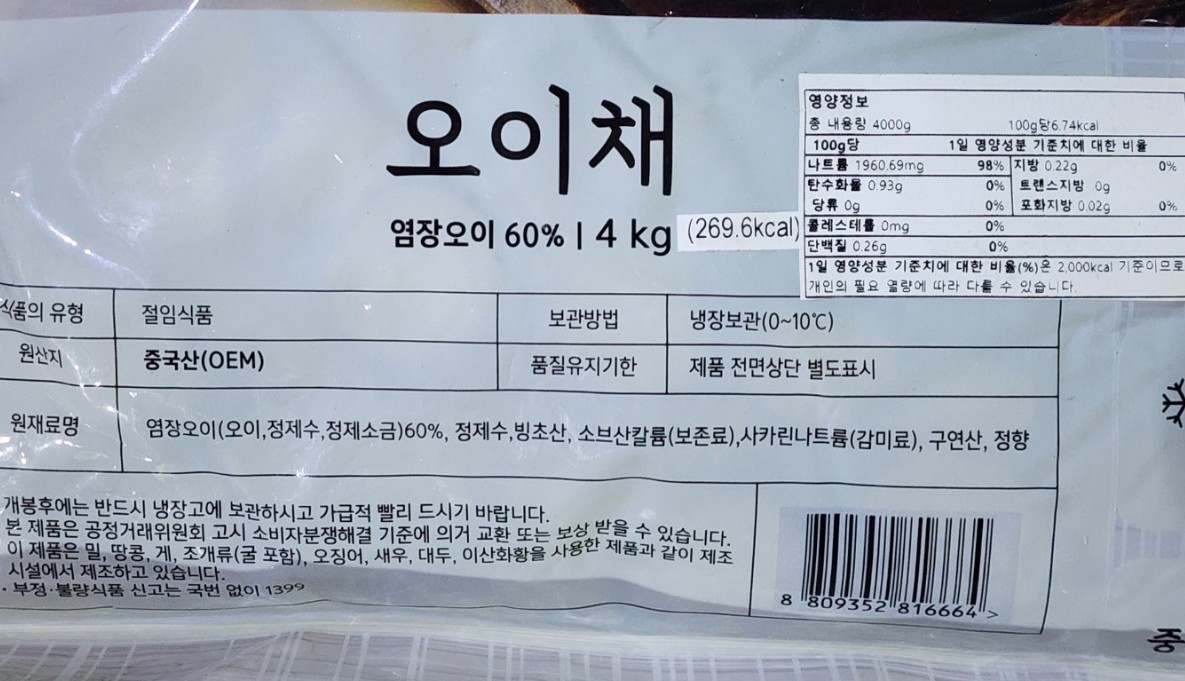 오이채
염장오이 60% | 4 kg (269.6kcal)
영양정보
총 내용량 4000g 100g당6.74kcal
100g당 1일 영양성분 기준치에 대한 비율
나트륨 1960.69mg 98% 지방 0.22g 0%
탄수화물 0.93g 0% 트랜스지방 0g
당류 0g 0% 포화지방 0.02g 0%
콜레스테롤 0mg 0%
단백질 0.26g 0%
1일 영양성분 기준치에 대한 비율(%)은 2,000kcal 기준이므로
개인의 필요 열량에 따라 다를 수 있습니다.
식품의 유형 절임식품 보관방법 냉장보관(0~10℃)
원산지 중국산(OEM) 품질유지기한 제품 전면상단 별도표시
원재료명 염장오이(오이,정제수,정제소금)60%, 정제수,빙초산, 소브산칼륨(보존료),사카린나트륨(감미료), 구연산, 정향
개봉후에는 반드시 냉장고에 보관하시고 가급적 빨리 드시기 바랍니다.
본 제품은 공정거래위원회 고시 소비자분쟁해결 기준에 의거 교환 또는 보상 받을 수 있습니다.
이 제품은 밀, 땅콩, 게, 조개류(굴 포함), 오징어, 새우, 대두, 이산화황을 사용한 제품과 같이 제조
시설에서 제조하고 있습니다.
· 부정·불량식품 신고는 국번 없이 1399
8 809352 816664 >
중